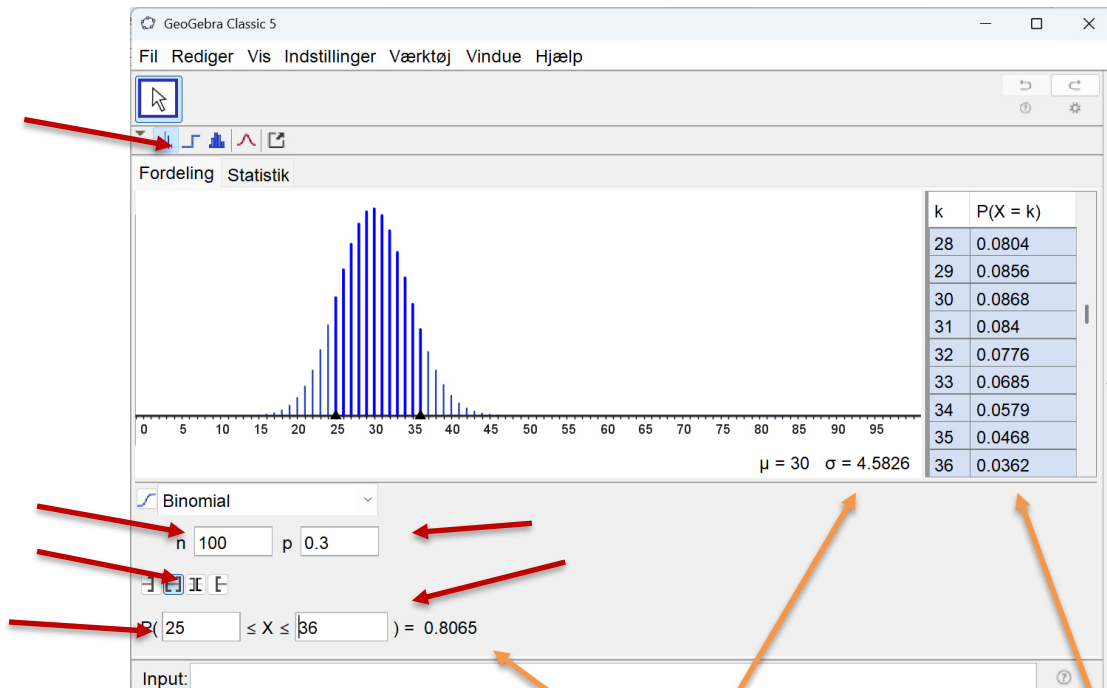 GeoGebra Classic 5
Fil Rediger Vis Indstillinger Værktøj Vindue Hjælp
Fordeling Statistik
k P(X = k)
28 0.0804
29 0.0856
30 0.0868
31 0.084
32 0.0776
33 0.0685
34 0.0579
35 0.0468
36 0.0362
0 5 10 15 20 25 30 35 40 45 50 55 60 65 70 75 80 85 90 95
μ = 30 σ = 4.5826
Binomial
n 100 p 0.3
P( 25 ≤ X ≤ 36 ) = 0.8065
Input: